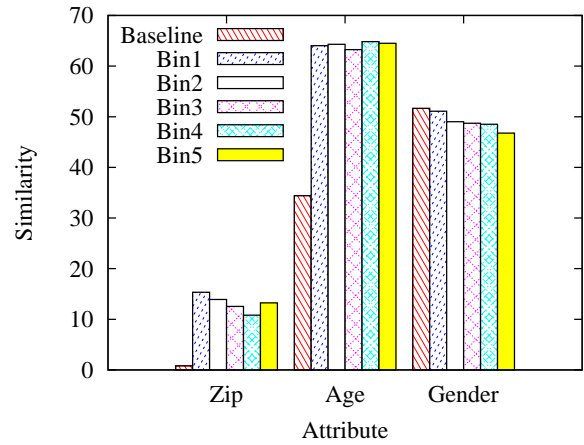 70
60
50
40
30
20
10
0
Similarity
Baseline
Bin1
Bin2
Bin3
Bin4
Bin5
Zip Age Gender
Attribute